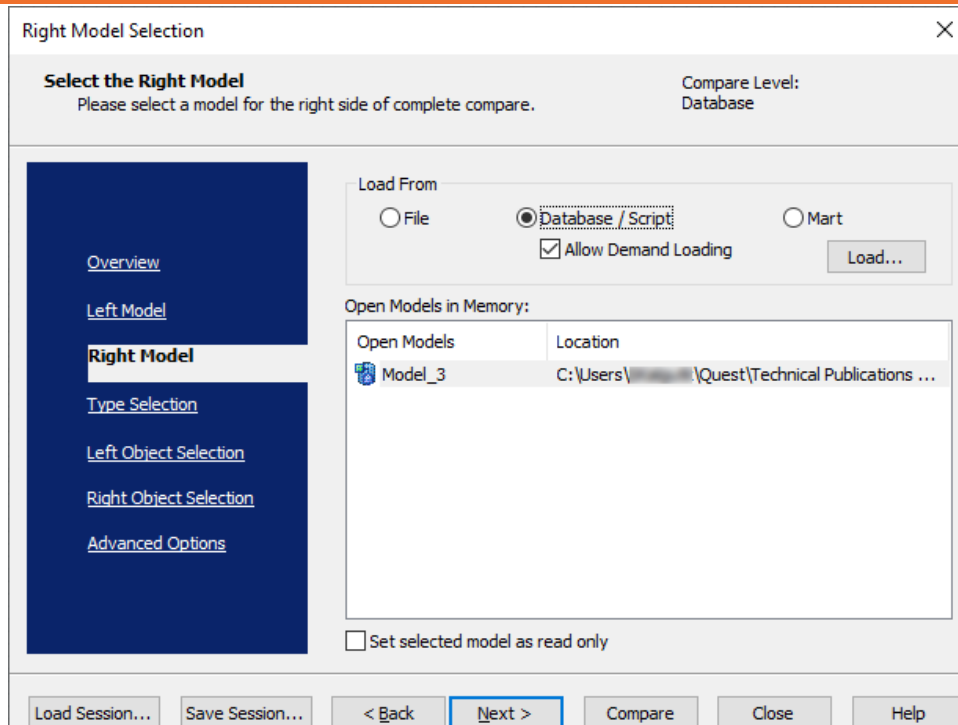 Right Model Selection
Select the Right Model
Please select a model for the right side of complete compare.
Compare Level:
Database
Overview
Left Model
Right Model
Type Selection
Left Object Selection
Right Object Selection
Advanced Options
Load From
File
Database / Script
Mart
Allow Demand Loading
Load...
Open Models in Memory:
Open Models Location
Model_3 C:\Users\ \Quest\Technical Publications ...
Set selected model as read only
Load Session... Save Session... < Back Next > Compare Close Help